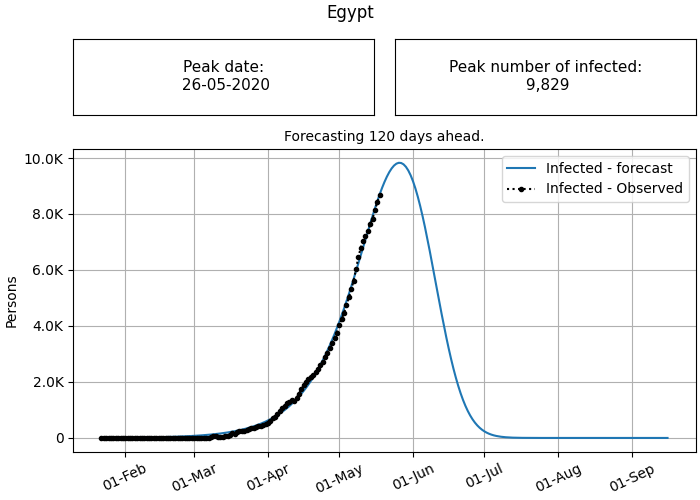 Egypt
Peak date:
26-05-2020
Peak number of infected:
9,829
Forecasting 120 days ahead.
10.0K
8.0K
6.0K
4.0K
2.0K
0
Persons
Infected - forecast
Infected - Observed
01-Feb
01-Mar
01-Apr
01-May
01-Jun
01-Jul
01-Aug
01-Sep